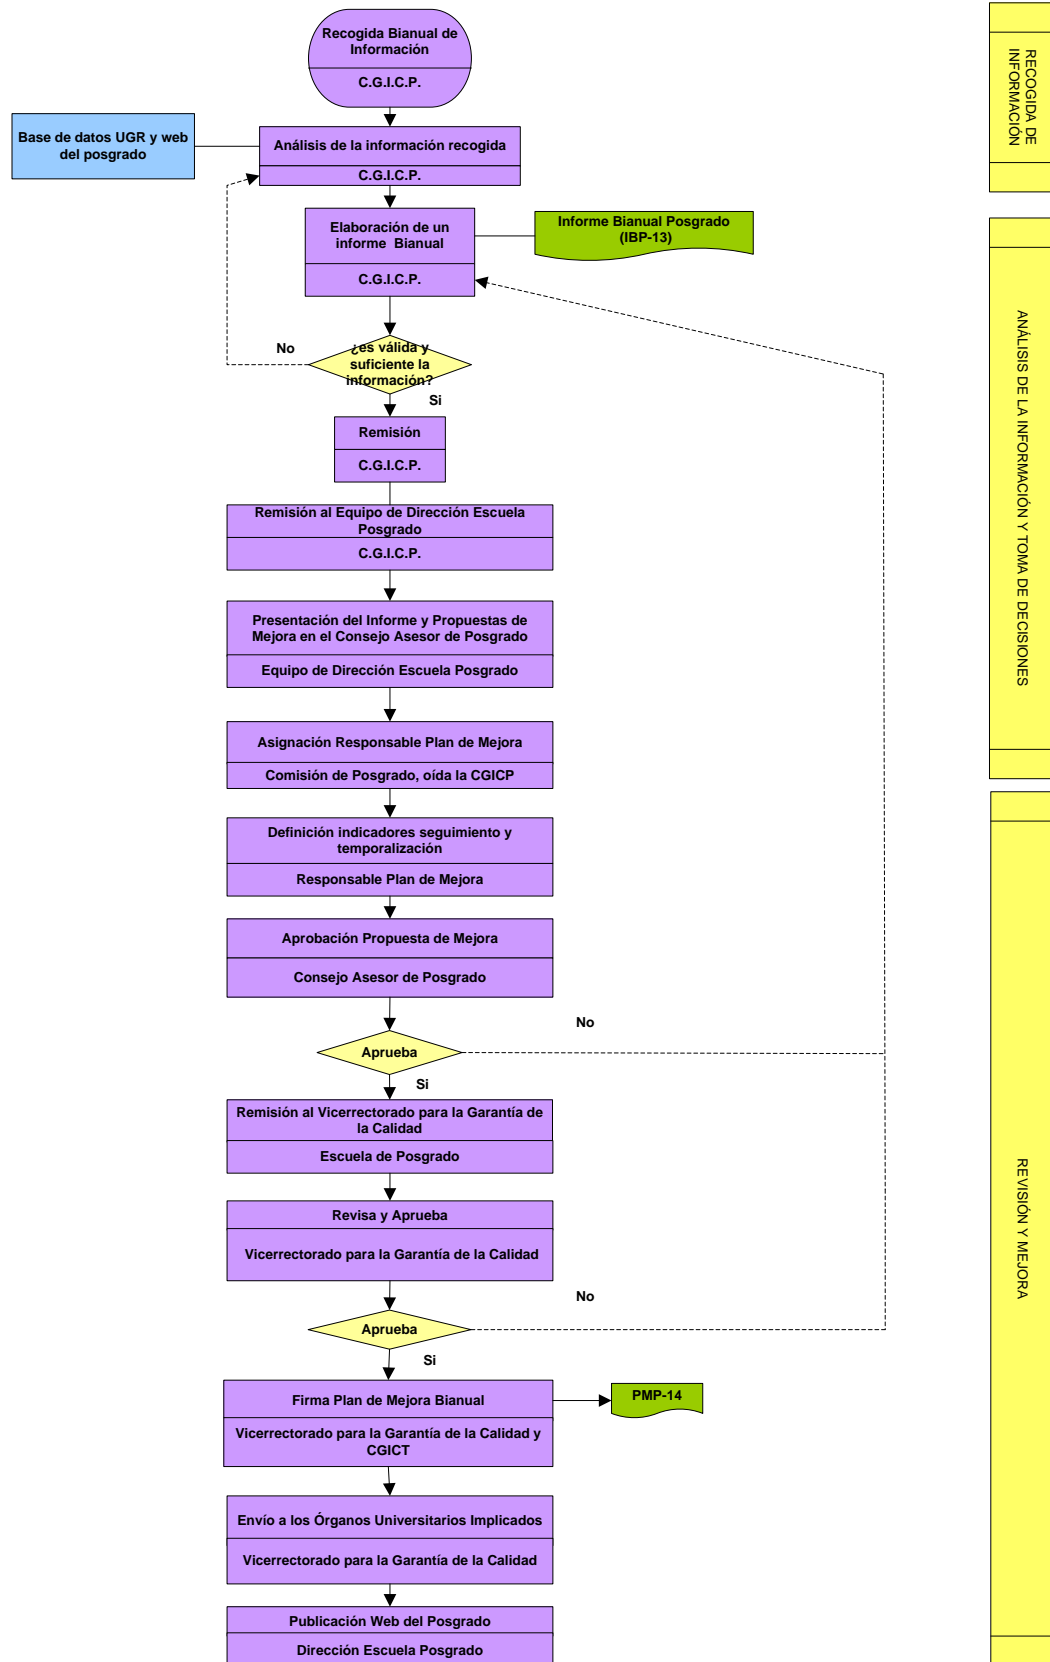 Recogida Bianual de
Información
C.G.I.C.P.
Base de datos UGR y web
del posgrado
Análisis de la información recogida
C.G.I.C.P.
Elaboración de un
informe Bianual
C.G.I.C.P.
Informe Bianual Posgrado
(IBP-13)
No
¿es válida y
suficiente la
información?
Si
Remisión
C.G.I.C.P.
Remisión al Equipo de Dirección Escuela
Posgrado
C.G.I.C.P.
Presentación del Informe y Propuestas de
Mejora en el Consejo Asesor de Posgrado
Equipo de Dirección Escuela Posgrado
Asignación Responsable Plan de Mejora
Comisión de Posgrado, oída la CGICP
Definición indicadores seguimiento y
temporalización
Responsable Plan de Mejora
Aprobación Propuesta de Mejora
Consejo Asesor de Posgrado
No
Aprueba
Si
Remisión al Vicerrectorado para la Garantía de
la Calidad
Escuela de Posgrado
Revisa y Aprueba
Vicerrectorado para la Garantía de la Calidad
No
Aprueba
Si
Firma Plan de Mejora Bianual
Vicerrectorado para la Garantía de la Calidad y
CGICT
PMP-14
Envío a los Órganos Universitarios Implicados
Vicerrectorado para la Garantía de la Calidad
Publicación Web del Posgrado
Dirección Escuela Posgrado
RECOGIDA DE
INFORMACIÓN
ANÁLISIS DE LA INFORMACIÓN Y TOMA DE DECISIONES
REVISIÓN Y MEJORA